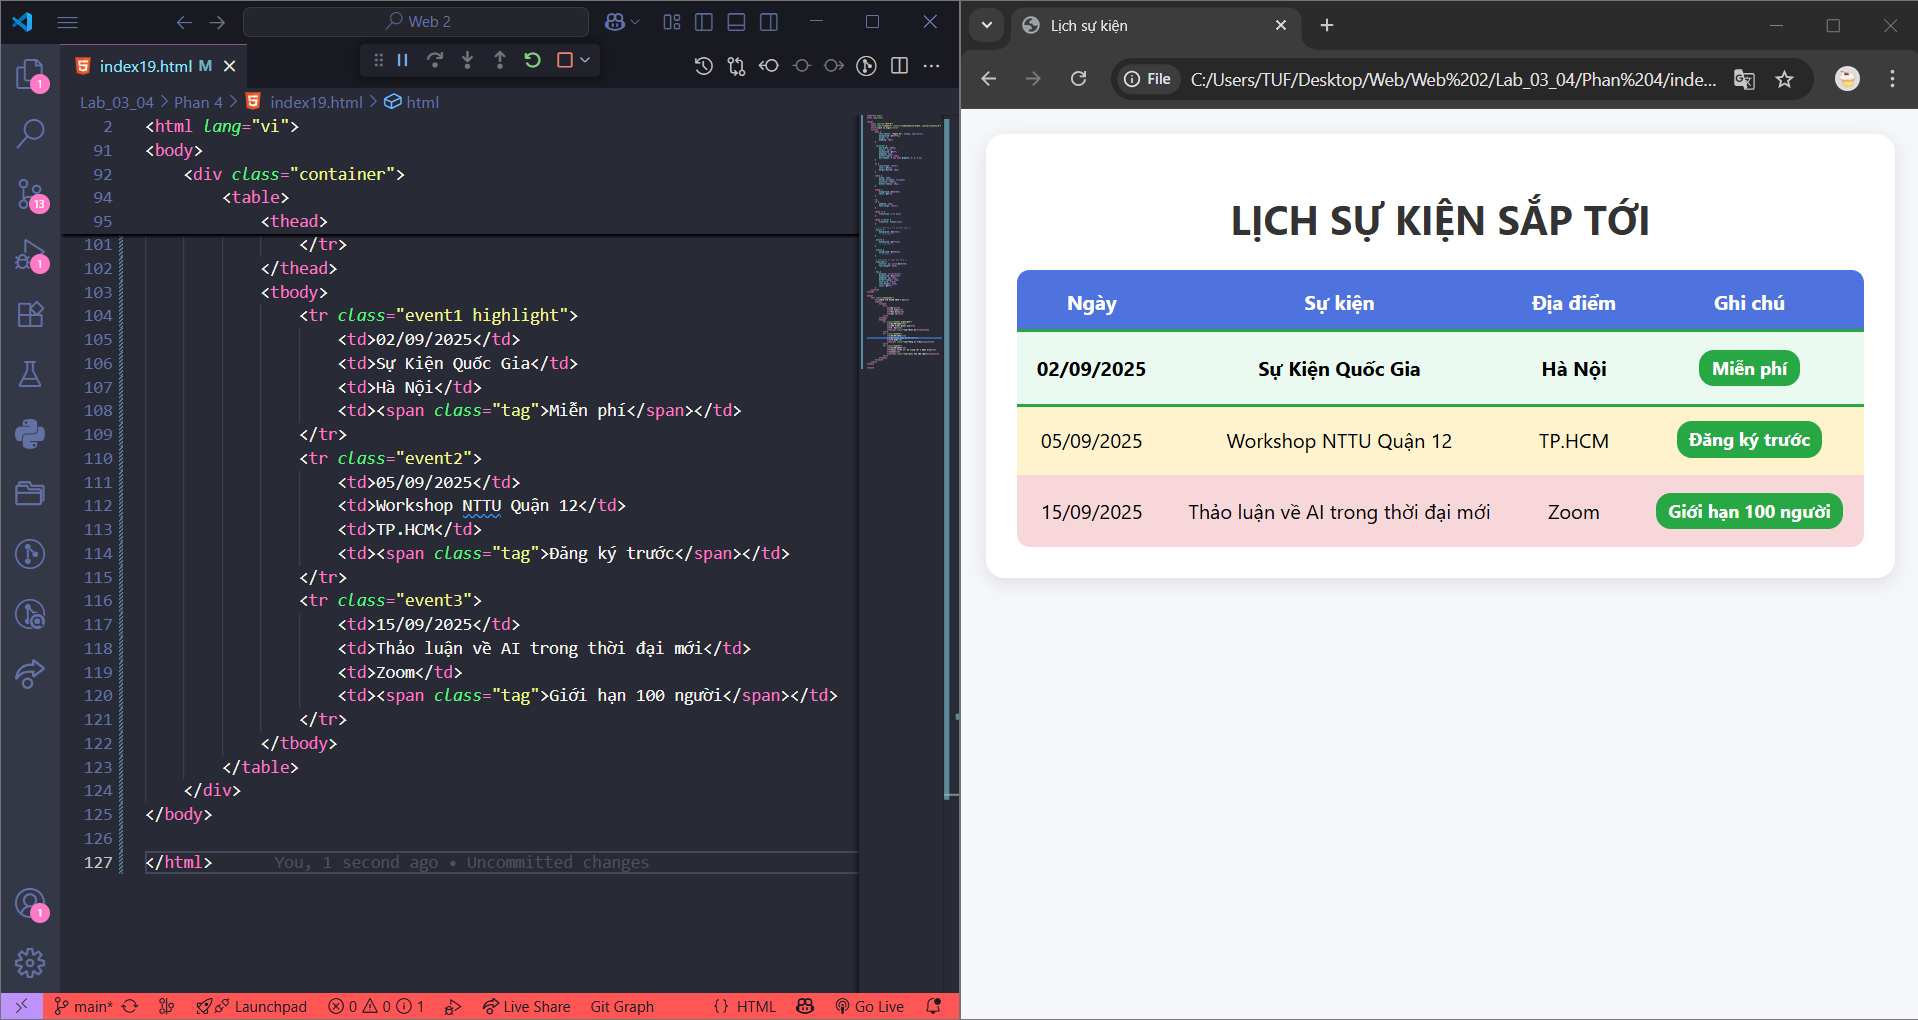 Web 2
index19.html M
Lab_03_04 > Phan 4 > index19.html > html
2 <html lang="vi">
91 <body>
92 <div class="container">
94 <table>
95 <thead>
101 </tr>
102 </thead>
103 <tbody>
104 <tr class="event1 highlight">
105 <td>02/09/2025</td>
106 <td>Sự Kiện Quốc Gia</td>
107 <td>Hà Nội</td>
108 <td><span class="tag">Miễn phí</span></td>
109 </tr>
110 <tr class="event2">
111 <td>05/09/2025</td>
112 <td>Workshop NTTU Quận 12</td>
113 <td>TP.HCM</td>
114 <td><span class="tag">Đăng ký trước</span></td>
115 </tr>
116 <tr class="event3">
117 <td>15/09/2025</td>
118 <td>Thảo luận về AI trong thời đại mới</td>
119 <td>Zoom</td>
120 <td><span class="tag">Giới hạn 100 người</span></td>
121 </tr>
122 </tbody>
123 </table>
124 </div>
125 </body>
126
127 </html> You, 1 second ago • Uncommitted changes
1
13
1
1
main* Launchpad 0 0 1 Live Share Git Graph {} HTML Go Live
Lịch sự kiện
File C:/Users/TUF/Desktop/Web/Web%202/Lab_03_04/Phan%204/inde...
LỊCH SỰ KIỆN SẮP TỚI
Ngày Sự kiện Địa điểm Ghi chú
02/09/2025 Sự Kiện Quốc Gia Hà Nội Miễn phí
05/09/2025 Workshop NTTU Quận 12 TP.HCM Đăng ký trước
15/09/2025 Thảo luận về AI trong thời đại mới Zoom Giới hạn 100 người